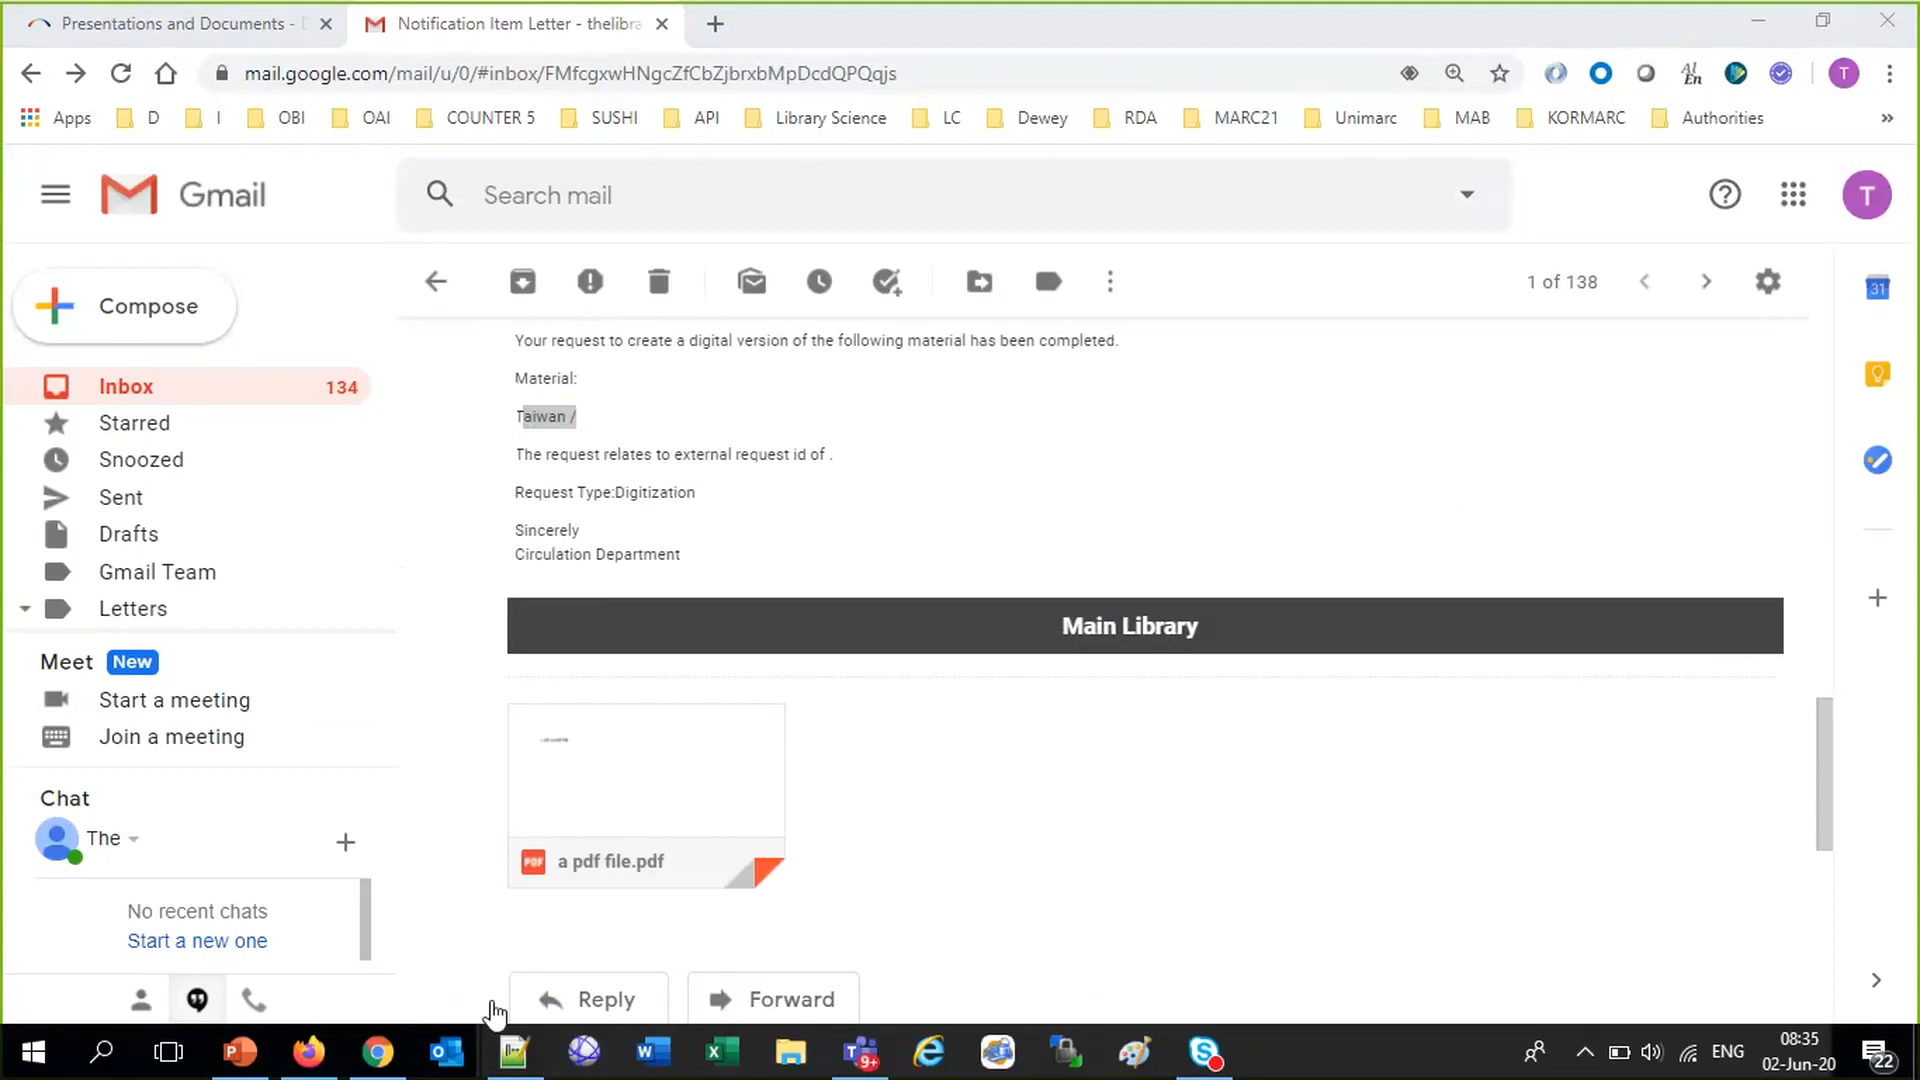 Presentations and Documents -
Notification Item Letter - thelibra
mail.google.com/mail/u/0/#inbox/FMfcgxwHNgcZfCbZjbrxbMpDcdQPQqjs
T
Apps D I OBI OAI COUNTER 5 SUSHI API Library Science LC Dewey RDA MARC21 Unimarc MAB KORMARC Authorities »
Gmail
Search mail
T
Compose
1 of 138
31
Your request to create a digital version of the following material has been completed.
Material:
Inbox 134
Taiwan /
Starred
The request relates to external request id of .
Snoozed
Request Type:Digitization
Sent
Sincerely
Drafts
Circulation Department
Gmail Team
Letters
Main Library
Meet New
Start a meeting
Join a meeting
Chat
The
PDF a pdf file.pdf
No recent chats
Start a new one
Reply
Forward
9+
ENG
08:35
02-Jun-20
22